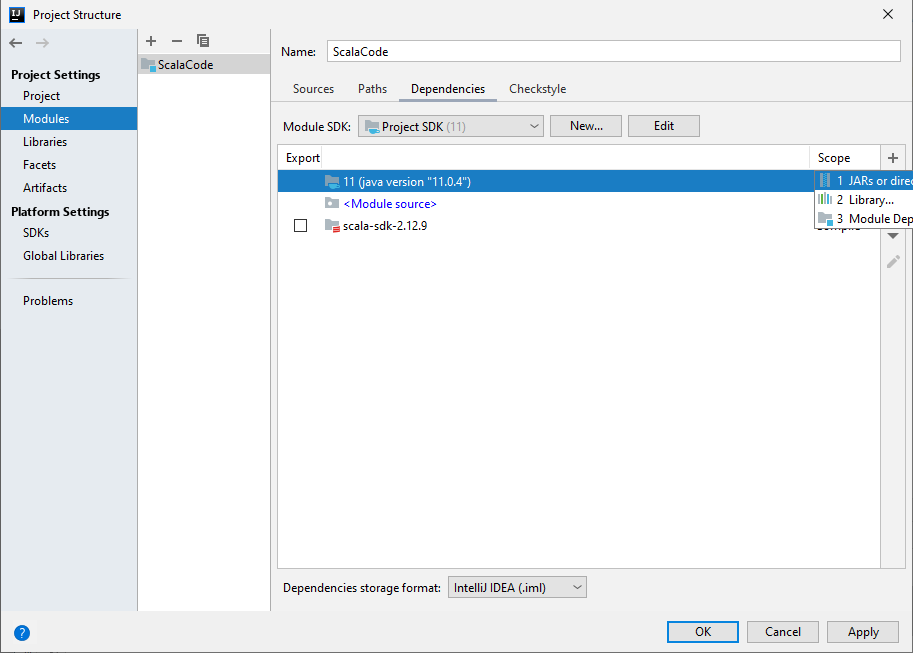 IJ
Project Structure
Project Settings
Project
Modules
Libraries
Facets
Artifacts
Platform Settings
SDKs
Global Libraries
Problems
ScalaCode
Name: ScalaCode
Sources Paths Dependencies Checkstyle
Module SDK: Project SDK (11) New... Edit
Export Scope
11 (java version "11.0.4")
<Module source>
scala-sdk-2.12.9
1 JARs or direc
2 Library...
3 Module Dep
Dependencies storage format: IntelliJ IDEA (.iml)
? OK Cancel Apply